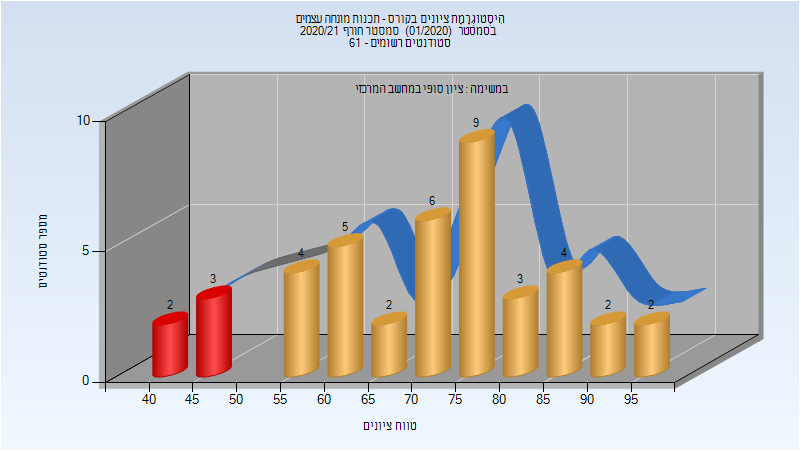 היסטוגרמת ציונים בקורס - תכנות מונחה עצמים
בסמסטר (01/2020) סמסטר חורף 2020/21
סטודנטים רשומים - 61
במשימה : ציון סופי במחשב המרכזי
מספר סטודנטים
10
5
0
2
3
4
5
2
6
9
3
4
2
2
40 45 50 55 60 65 70 75 80 85 90 95
טווח ציונים